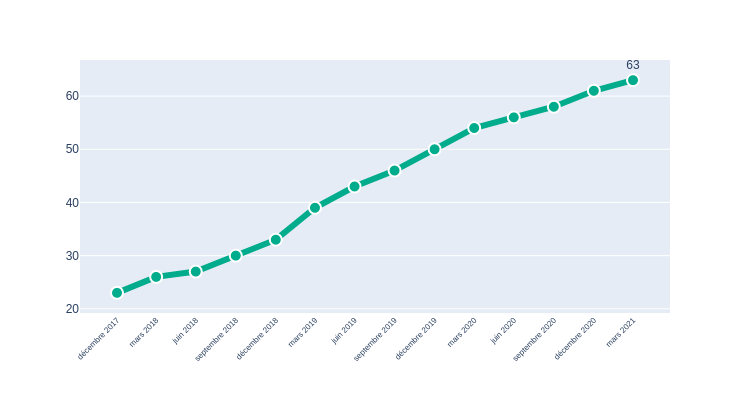 63
60
50
40
30
20
décembre 2017
mars 2018
juin 2018
septembre 2018
décembre 2018
mars 2019
juin 2019
septembre 2019
décembre 2019
mars 2020
juin 2020
septembre 2020
décembre 2020
mars 2021